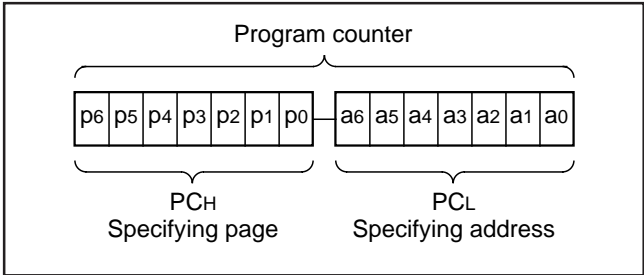 Program counter
p6 p5 p4 p3 p2 p1 p0 a6 a5 a4 a3 a2 a1 a0
PCH PCL
Specifying page Specifying address